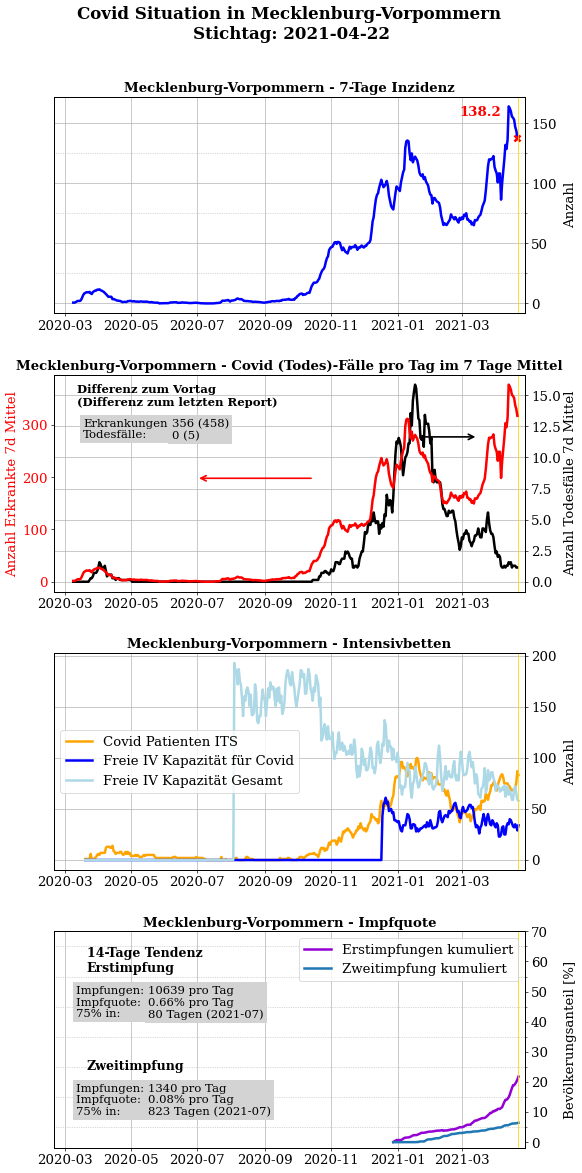 Covid Situation in Mecklenburg-Vorpommern
Stichtag: 2021-04-22
Mecklenburg-Vorpommern - 7-Tage Inzidenz
138.2
150
100
50
0
Anzahl
2020-03 2020-05 2020-07 2020-09 2020-11 2021-01 2021-03
Mecklenburg-Vorpommern - Covid (Todes)-Fälle pro Tag im 7 Tage Mittel
Differenz zum Vortag
(Differenz zum letzten Report)
Erkrankungen 356 (458)
Todesfälle: 0 (5)
Anzahl Erkrankte 7d Mittel
300
200
100
0
15.0
12.5
10.0
7.5
5.0
2.5
0.0
Anzahl Todesfälle 7d Mittel
2020-03 2020-05 2020-07 2020-09 2020-11 2021-01 2021-03
Mecklenburg-Vorpommern - Intensivbetten
Covid Patienten ITS
Freie IV Kapazität für Covid
Freie IV Kapazität Gesamt
200
150
100
50
0
Anzahl
2020-03 2020-05 2020-07 2020-09 2020-11 2021-01 2021-03
Mecklenburg-Vorpommern - Impfquote
14-Tage Tendenz
Erstimpfung
Impfungen: 10639 pro Tag
Impfquote: 0.66% pro Tag
75% in: 80 Tagen (2021-07)
Zweitimpfung
Impfungen: 1340 pro Tag
Impfquote: 0.08% pro Tag
75% in: 823 Tagen (2021-07)
Erstimpfungen kumuliert
Zweitimpfung kumuliert
70
60
50
40
30
20
10
0
Bevölkerungsanteil [%]
2020-03 2020-05 2020-07 2020-09 2020-11 2021-01 2021-03